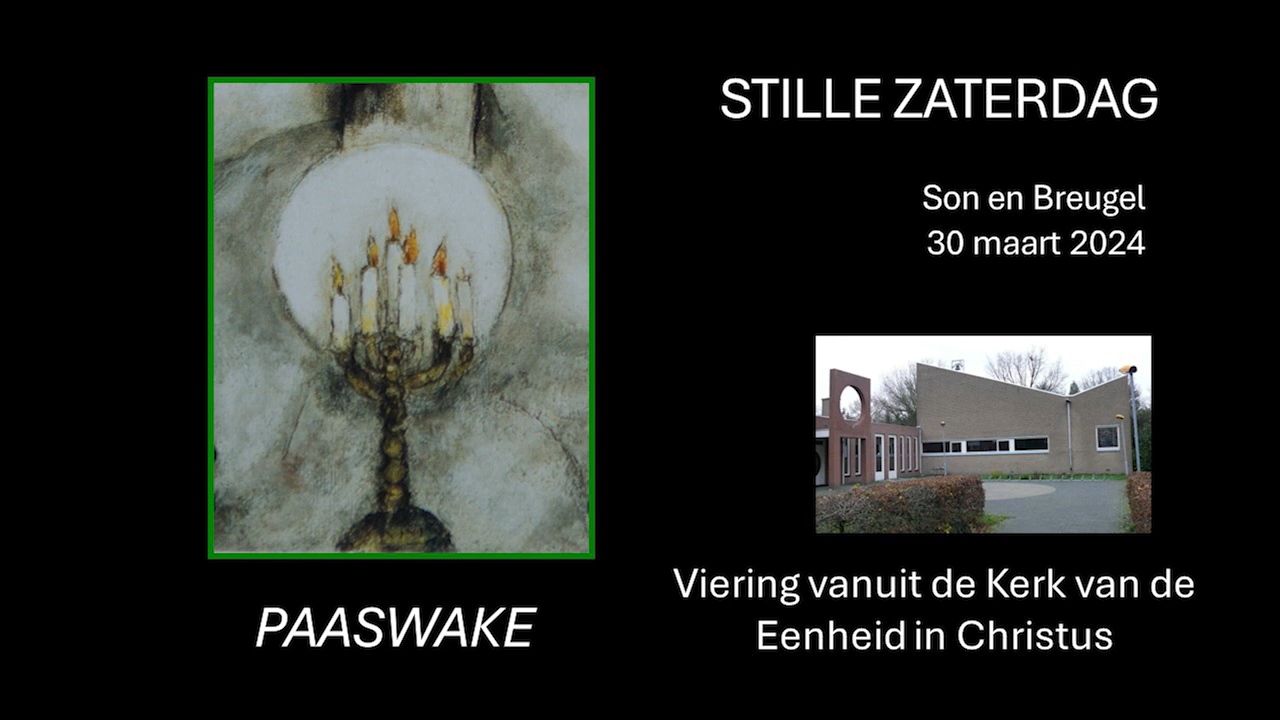 STILLE ZATERDAG
Son en Breugel
30 maart 2024
Viering vanuit de Kerk van de
Eenheid in Christus
PAASWAKE